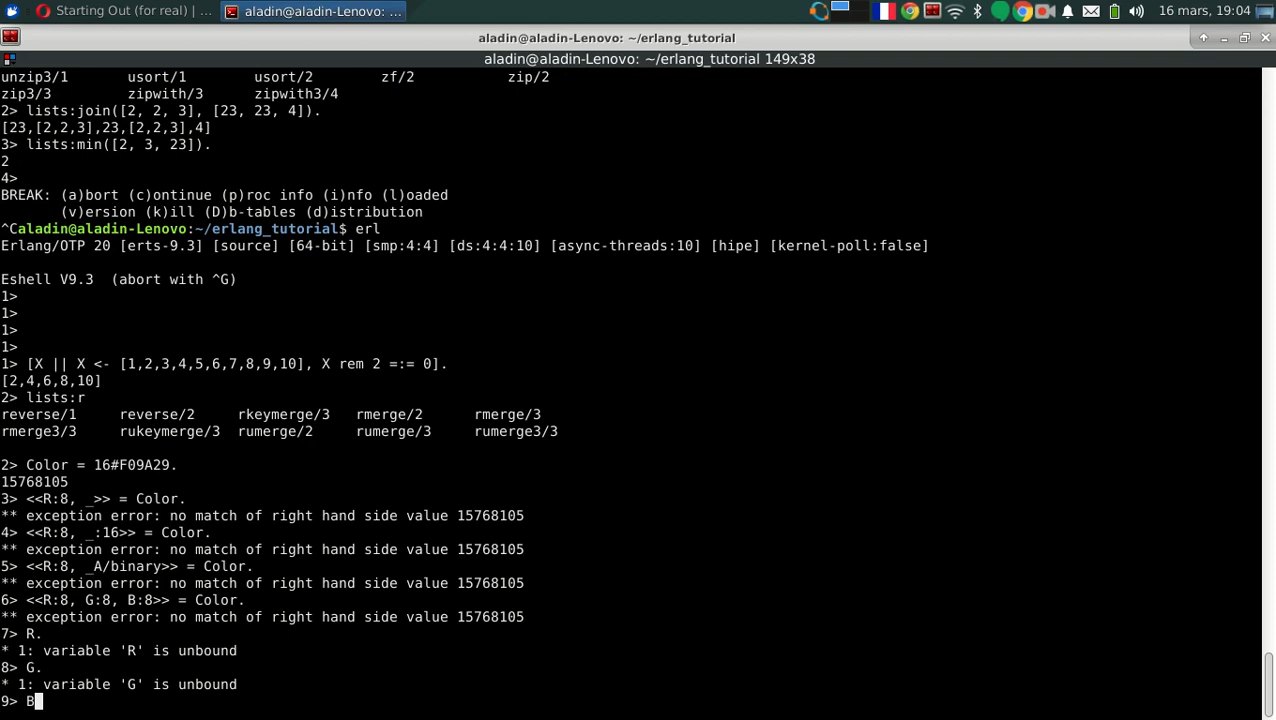 Starting Out (for real) | ...
aladin@aladin-Lenovo: ...
16 mars, 19:04
aladin@aladin-Lenovo: ~/erlang_tutorial
aladin@aladin-Lenovo: ~/erlang_tutorial 149x38
unzip3/1 usort/1 usort/2 zf/2 zip/2
zip3/3 zipwith/3 zipwith3/4
2> lists:join([2, 2, 3], [23, 23, 4]).
[23,[2,2,3],23,[2,2,3],4]
3> lists:min([2, 3, 23]).
2
4>
BREAK: (a)bort (c)ontinue (p)roc info (i)nfo (l)oaded
(v)ersion (k)ill (D)b-tables (d)istribution
^Caladin@aladin-Lenovo:~/erlang_tutorial$ erl
Erlang/OTP 20 [erts-9.3] [source] [64-bit] [smp:4:4] [ds:4:4:10] [async-threads:10] [hipe] [kernel-poll:false]
Eshell V9.3 (abort with ^G)
1>
1>
1>
1>
1> [X || X <- [1,2,3,4,5,6,7,8,9,10], X rem 2 =:= 0].
[2,4,6,8,10]
2> lists:r
reverse/1 reverse/2 rkeymerge/3 rmerge/2 rmerge/3
rmerge3/3 rukeymerge/3 rumerge/2 rumerge/3 rumerge3/3
2> Color = 16#F09A29.
15768105
3> <<R:8, _>> = Color.
** exception error: no match of right hand side value 15768105
4> <<R:8, _:16>> = Color.
** exception error: no match of right hand side value 15768105
5> <<R:8, _A/binary>> = Color.
** exception error: no match of right hand side value 15768105
6> <<R:8, G:8, B:8>> = Color.
** exception error: no match of right hand side value 15768105
7> R.
* 1: variable 'R' is unbound
8> G.
* 1: variable 'G' is unbound
9> B